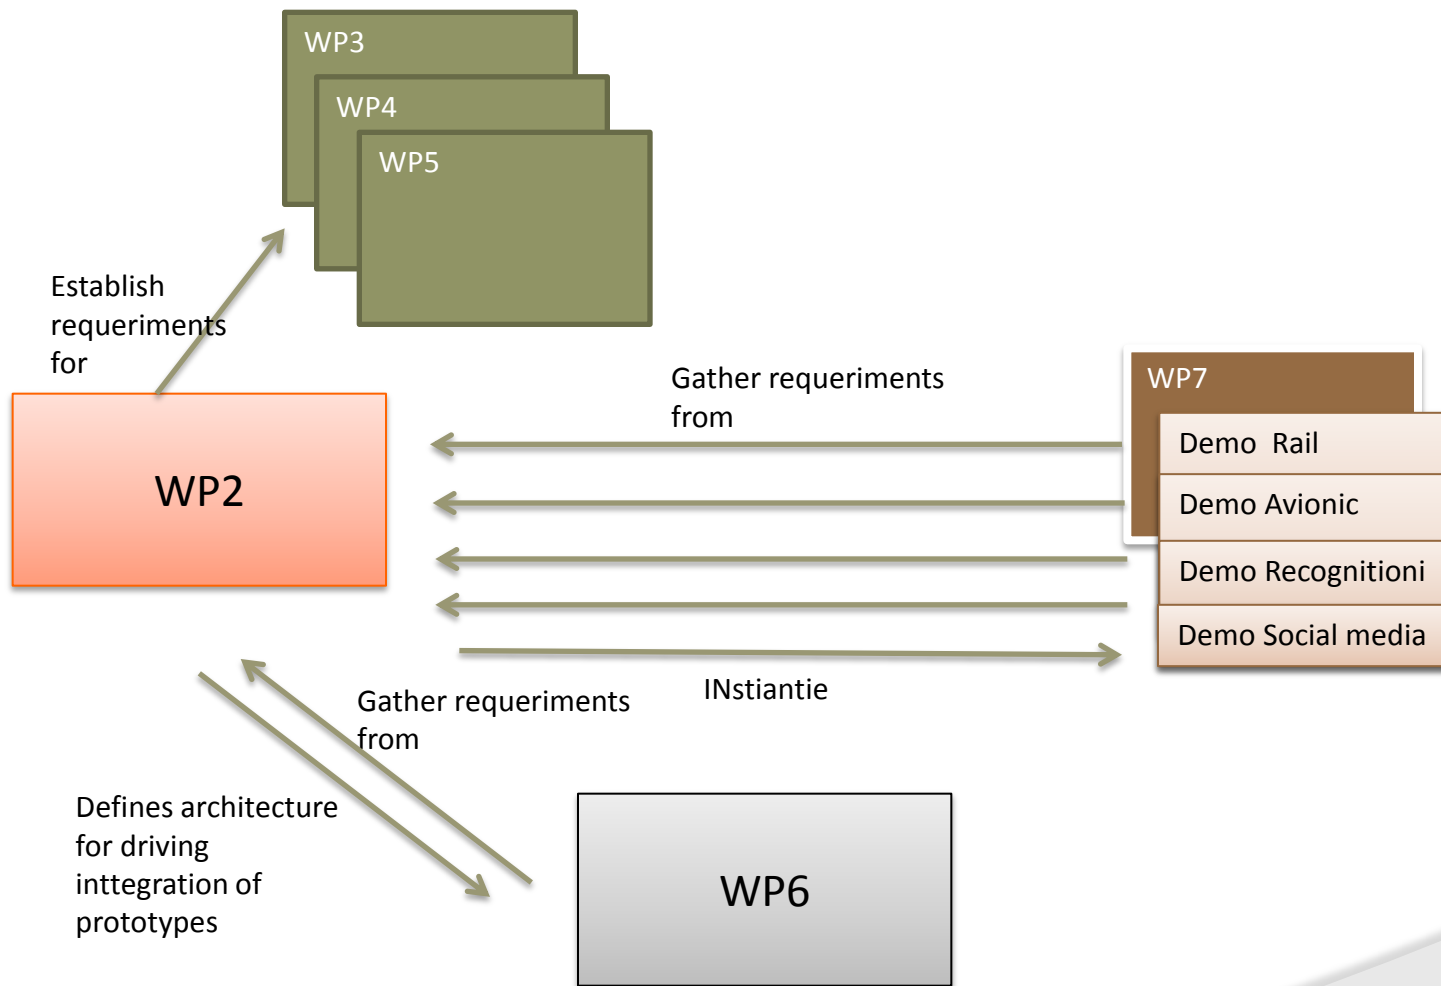 WP3
WP4
WP5
Establish
requeriments
for
Gather requeriments
from
WP7
WP2
Demo  Rail
Demo Avionic
Demo Recognitioni
Demo Social media
INstiantie
Gather requeriments
from
Defines architecture
for driving
inttegration of
prototypes
WP6